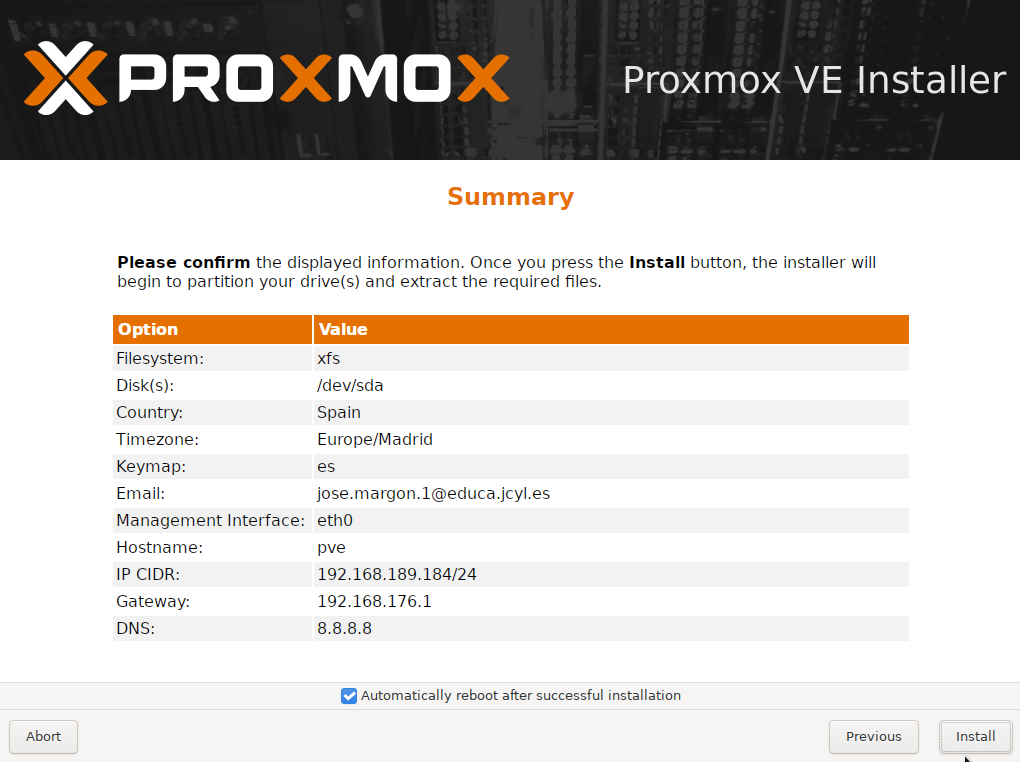 PROXMOX
Proxmox VE Installer
Summary
Please confirm the displayed information. Once you press the Install button, the installer will
begin to partition your drive(s) and extract the required files.
Option Value
Filesystem: xfs
Disk(s): /dev/sda
Country: Spain
Timezone: Europe/Madrid
Keymap: es
Email: jose.margon.1@educa.jcyl.es
Management Interface: eth0
Hostname: pve
IP CIDR: 192.168.189.184/24
Gateway: 192.168.176.1
DNS: 8.8.8.8
Automatically reboot after successful installation
Abort Previous Install